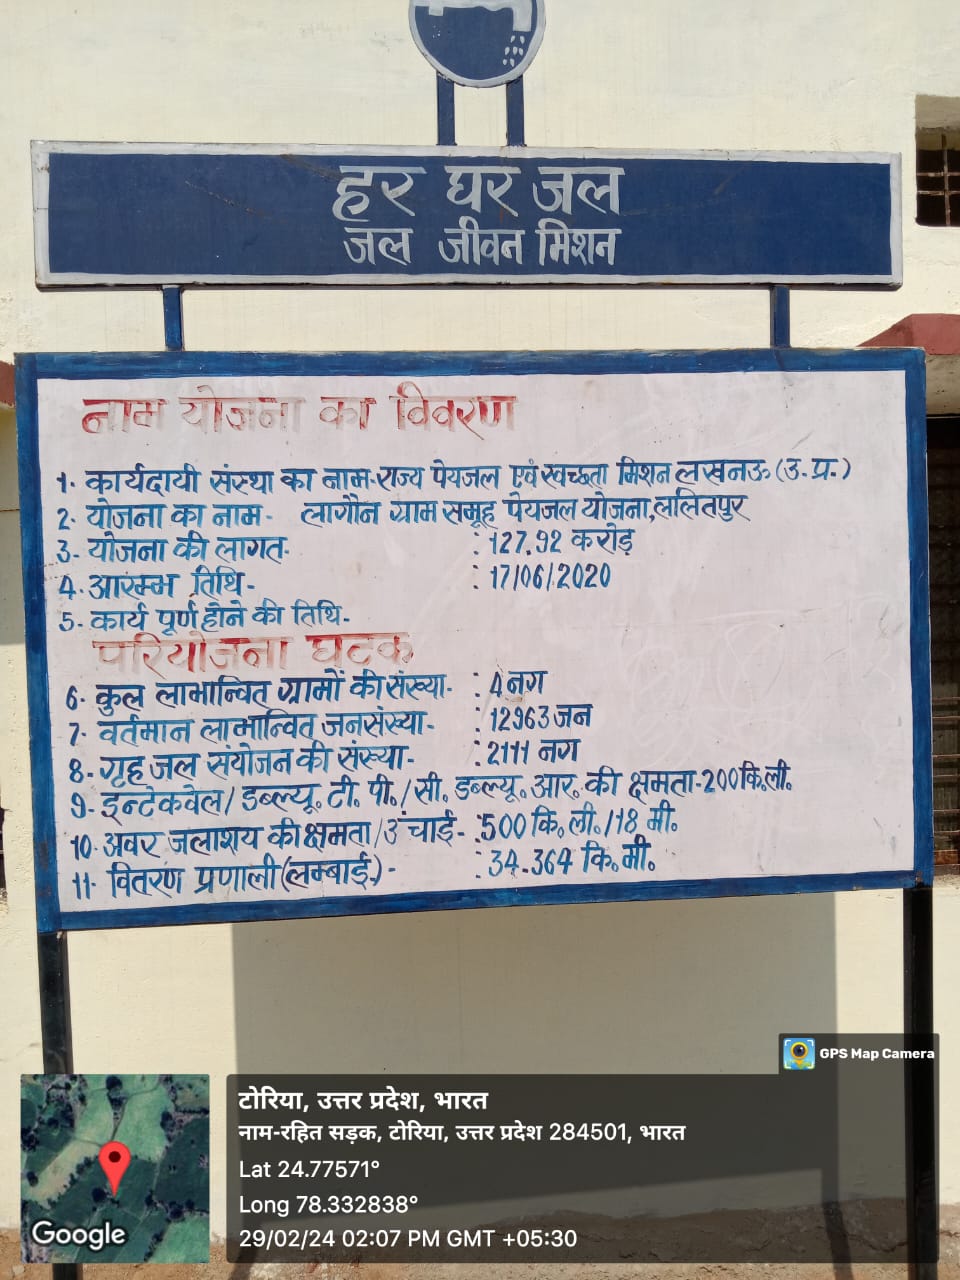 हर घर जल
जल जीवन मिशन
नाम योजना का विवरण
1. कार्यदायी संस्था का नाम-राज्य पेयजल एवं स्वच्छता मिशन लखनऊ (उ.प्र.)
2. योजना का नाम- लागौन ग्राम समूह पेयजल योजना,ललितपुर
3. योजना की लागत- : 127.92 करोड़
4. आरम्भ तिथि- : 17/06/2020
5. कार्य पूर्ण होने की तिथि-
परियोजना घटक
6. कुल लाभान्वित ग्रामों की संख्या- : 4 नग
7. वर्तमान लाभान्वित जनसंख्या- : 12963 जन
8- गृह जल संयोजन की संख्या- : 2111 नग
9- इन्टेकवेल/डब्ल्यू.टी.पी./सी.डब्ल्यू.आर.की क्षमता-200कि.ली.
10. अवर जलाशय की क्षमता/उंचाई- :500 कि.ली./18 मी.
11- वितरण प्रणाली(लम्बाई.)- : 34.364 कि.मी.
GPS Map Camera
टोरिया, उत्तर प्रदेश, भारत
नाम-रहित सड़क, टोरिया, उत्तर प्रदेश 284501, भारत
Lat 24.77571°
Long 78.332838°
29/02/24 02:07 PM GMT +05:30
Google